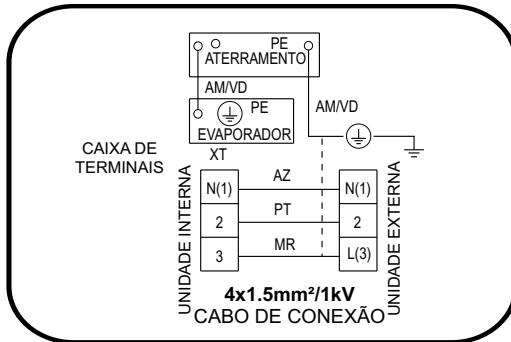 PE
ATERRAMENTO
AM/VD
AM/VD
PE
EVAPORADOR
CAIXA DE
TERMINAIS
XT
UNIDADE INTERNA
N(1)
AZ
N(1)
2
PT
2
3
MR
L(3)
UNIDADE EXTERNA
4x1.5mm²/1kV
CABO DE CONEXÃO